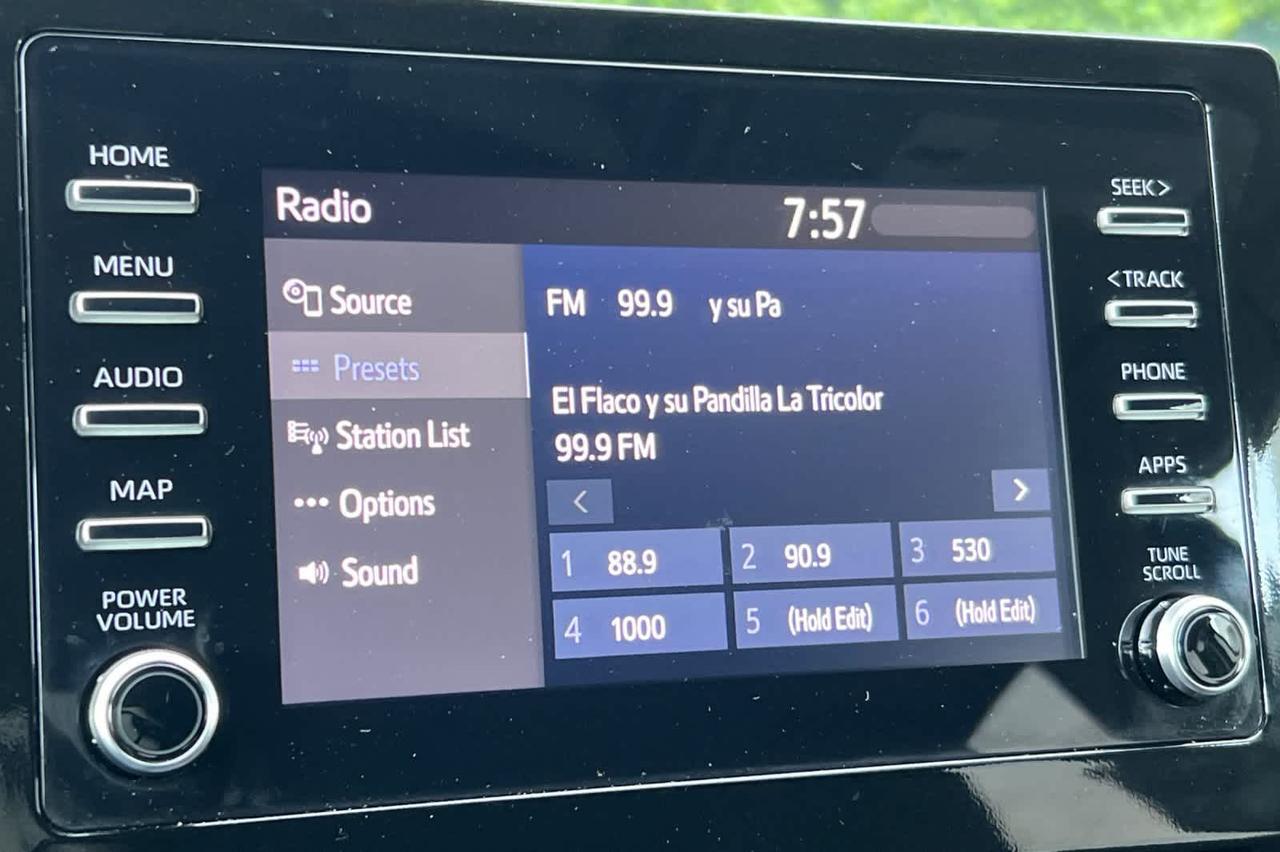 HOME
MENU
AUDIO
MAP
POWER
VOLUME
Radio
7:57
Source
Presets
Station List
Options
Sound
FM 99.9 y su Pa
El Flaco y su Pandilla La Tricolor
99.9 FM
<
>
1 88.9
2 90.9
3 530
4 1000
5 (Hold Edit)
6 (Hold Edit)
SEEK>
<TRACK
PHONE
APPS
TUNE
SCROLL